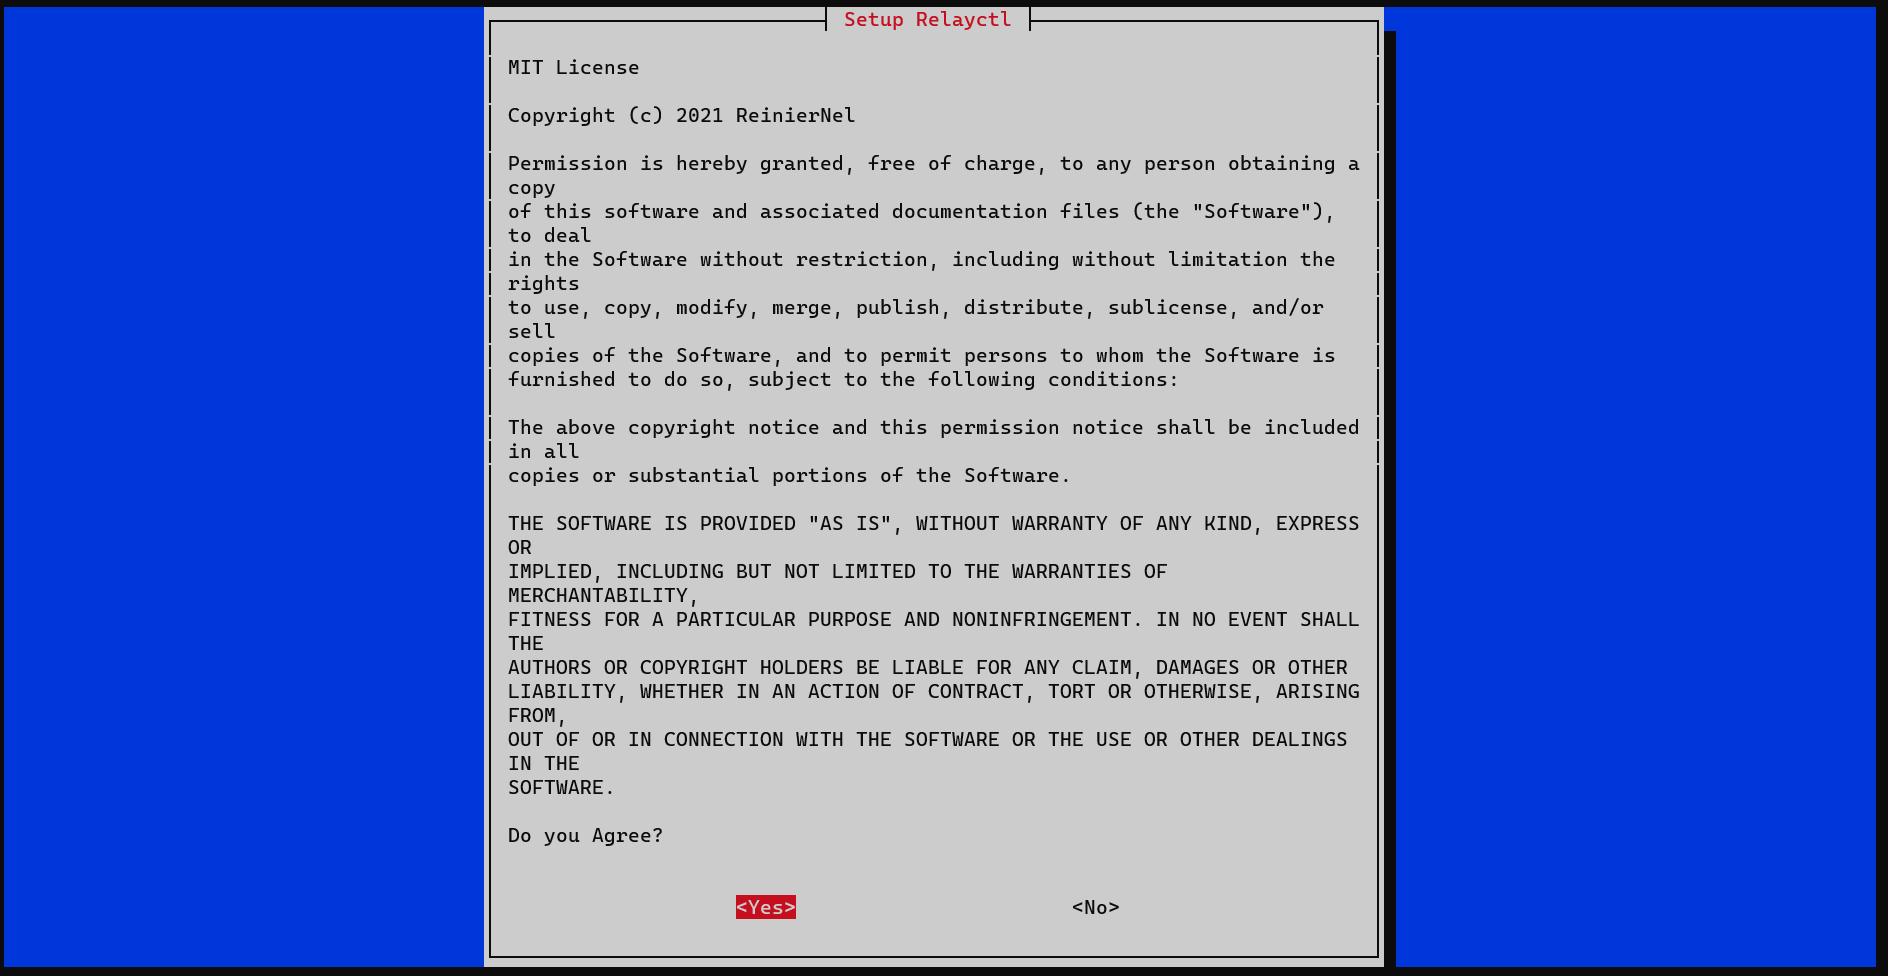 Setup Relayctl
MIT License
Copyright (c) 2021 ReinierNel
Permission is hereby granted, free of charge, to any person obtaining a
copy
of this software and associated documentation files (the "Software"),
to deal
in the Software without restriction, including without limitation the
rights
to use, copy, modify, merge, publish, distribute, sublicense, and/or
sell
copies of the Software, and to permit persons to whom the Software is
furnished to do so, subject to the following conditions:
The above copyright notice and this permission notice shall be included
in all
copies or substantial portions of the Software.
THE SOFTWARE IS PROVIDED "AS IS", WITHOUT WARRANTY OF ANY KIND, EXPRESS
OR
IMPLIED, INCLUDING BUT NOT LIMITED TO THE WARRANTIES OF
MERCHANTABILITY,
FITNESS FOR A PARTICULAR PURPOSE AND NONINFRINGEMENT. IN NO EVENT SHALL
THE
AUTHORS OR COPYRIGHT HOLDERS BE LIABLE FOR ANY CLAIM, DAMAGES OR OTHER
LIABILITY, WHETHER IN AN ACTION OF CONTRACT, TORT OR OTHERWISE, ARISING
FROM,
OUT OF OR IN CONNECTION WITH THE SOFTWARE OR THE USE OR OTHER DEALINGS
IN THE
SOFTWARE.
Do you Agree?
<Yes> <No>